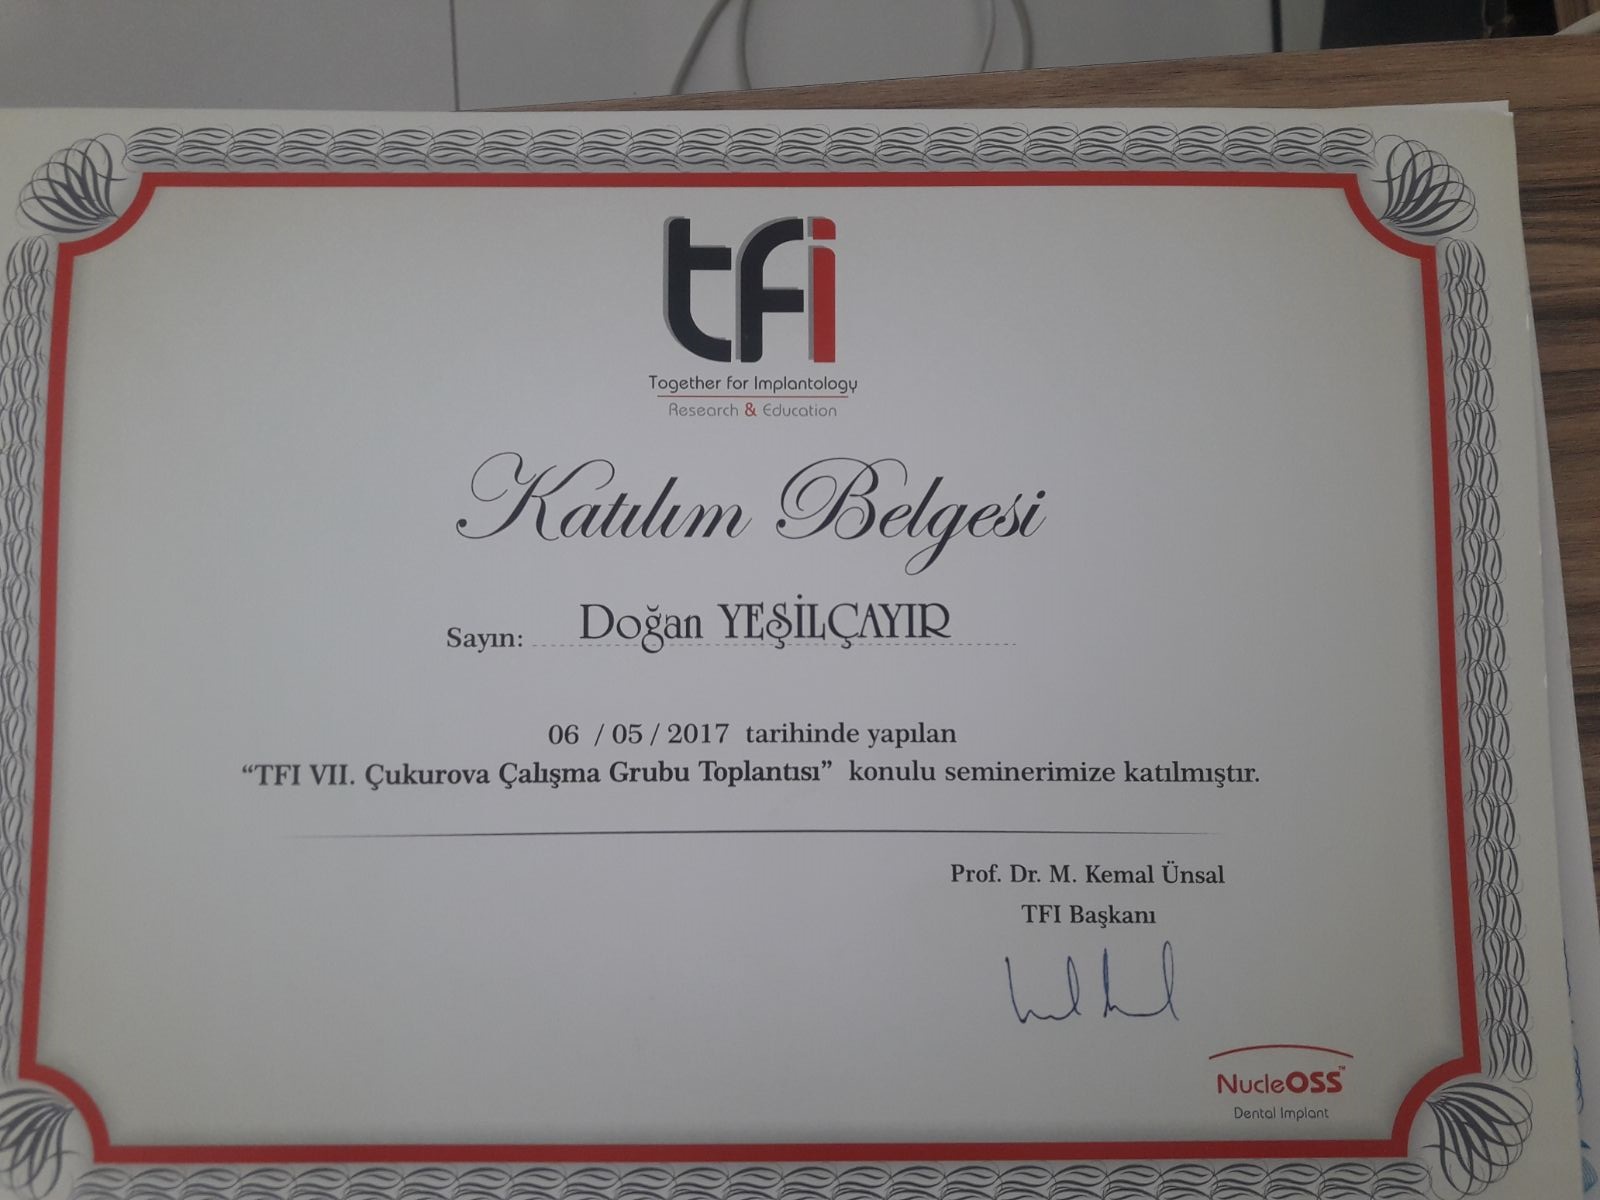 tfi
Together for Implantology
Research & Education
Katılım Belgesi
Sayın: Doğan YEŞİLÇAYIR
06 / 05 / 2017 tarihinde yapılan
“TFI VII. Çukurova Çalışma Grubu Toplantısı” konulu seminerimize katılmıştır.
Prof. Dr. M. Kemal Ünsal
TFI Başkanı
NucleOSS™
Dental Implant